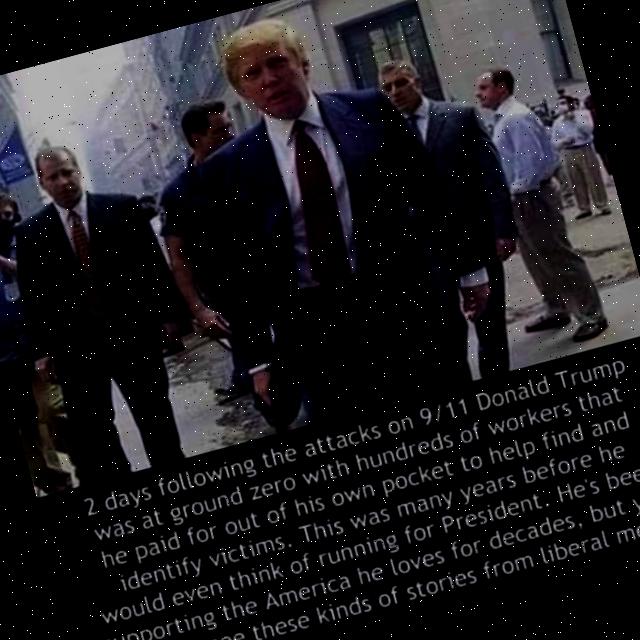 2 days following the attacks on 9/11 Donald Trump
was at ground zero with hundreds of workers that
he paid for out of his own pocket to help find and
identify victims. This was many years before he
would even think of running for President. He's bee
upporting the America he loves for decades, but y
these kinds of stories from liberal me